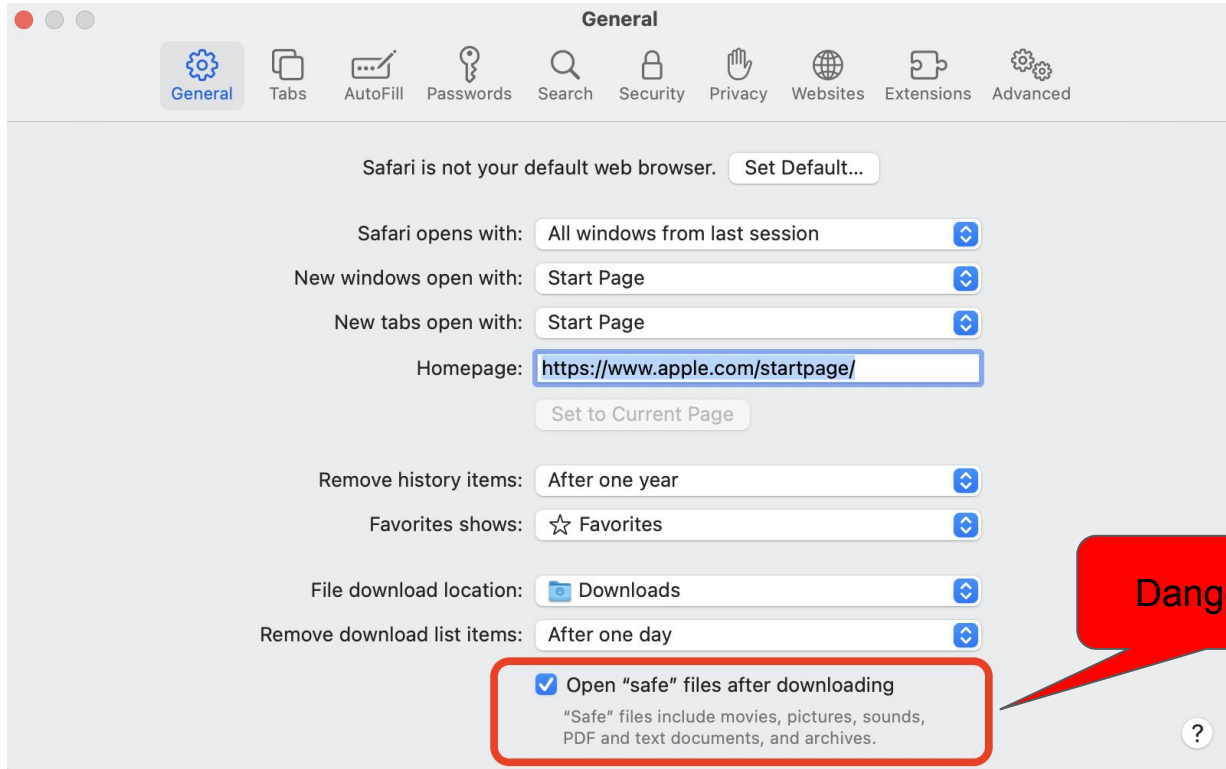 General
General Tabs AutoFill Passwords Search Security Privacy Websites Extensions Advanced
Safari is not your default web browser. Set Default...
Safari opens with: All windows from last session
New windows open with: Start Page
New tabs open with: Start Page
Homepage: https://www.apple.com/startpage/
Set to Current Page
Remove history items: After one year
Favorites shows: Favorites
File download location: Downloads
Remove download list items: After one day
Open “safe” files after downloading
“Safe” files include movies, pictures, sounds,
PDF and text documents, and archives.
?